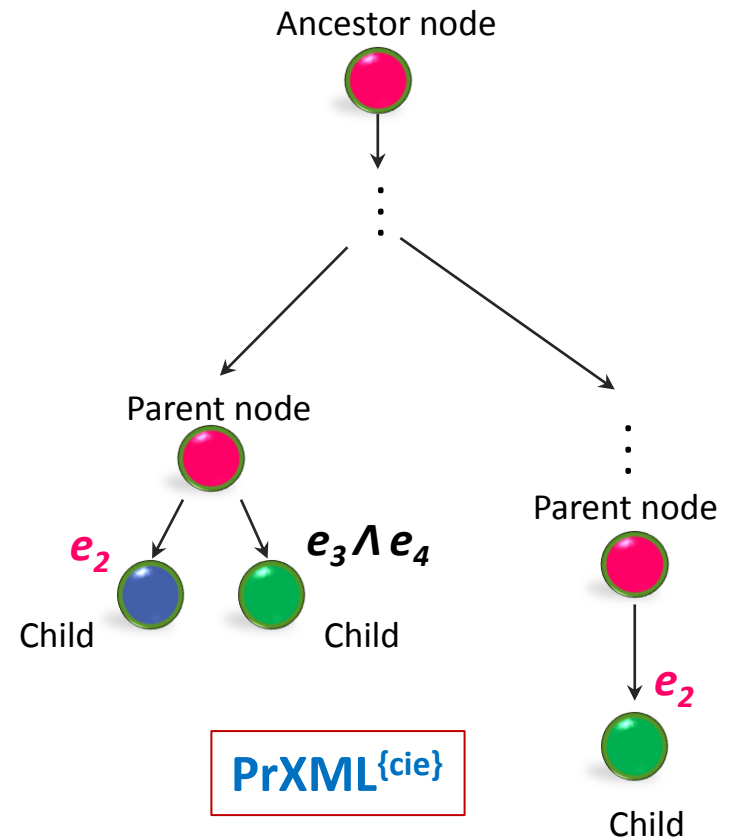 Ancestor node
⋮
Parent node
e₂
e₃ Λ e₄
Child
Child
⋮
Parent node
e₂
Child
PrXML{cie}